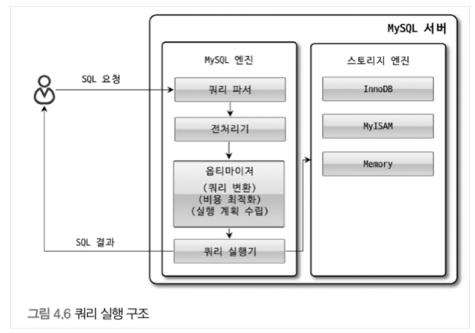 MySQL 서버
MySQL 엔진
스토리지 엔진
SQL 요청
쿼리 파서
InnoDB
전처리기
MyISAM
옵티마이저
(쿼리 변환)
(비용 최적화)
(실행 계획 수립)
Memory
SQL 결과
쿼리 실행기
그림 4.6 쿼리 실행 구조